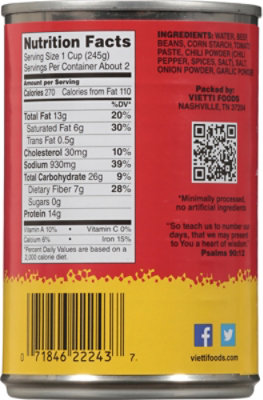 Nutrition Facts
Serving Size 1 Cup (245g)
Servings Per Container About 2
Amount per Serving
Calories 270 Calories from Fat 110
%DV*
Total Fat 13g 20%
Saturated Fat 6g 30%
Trans Fat 0.5g
Cholesterol 30mg 10%
Sodium 930mg 39%
Total Carbohydrate 26g 9%
Dietary Fiber 7g 28%
Sugars 0g
Protein 14g
Vitamin A 10% • Vitamin C 0%
Calcium 6% • Iron 15%
*Percent Daily Values are based on a
2,000 calorie diet.
INGREDIENTS: WATER, BEEF,
BEANS, CORN STARCH, TOMATO
PASTE, CHILI POWDER (CHILI
PEPPER, SPICES, SALT), SALT,
ONION POWDER, GARLIC POWDER
Packed by:
VIETTI FOODS
NASHVILLE, TN 37204
*Minimally processed,
no artificial ingredients
"So teach us to number our
days, that we may present
to You a heart of wisdom."
Psalms 90:12
f
viettifoods.com
0 71846 22243 7